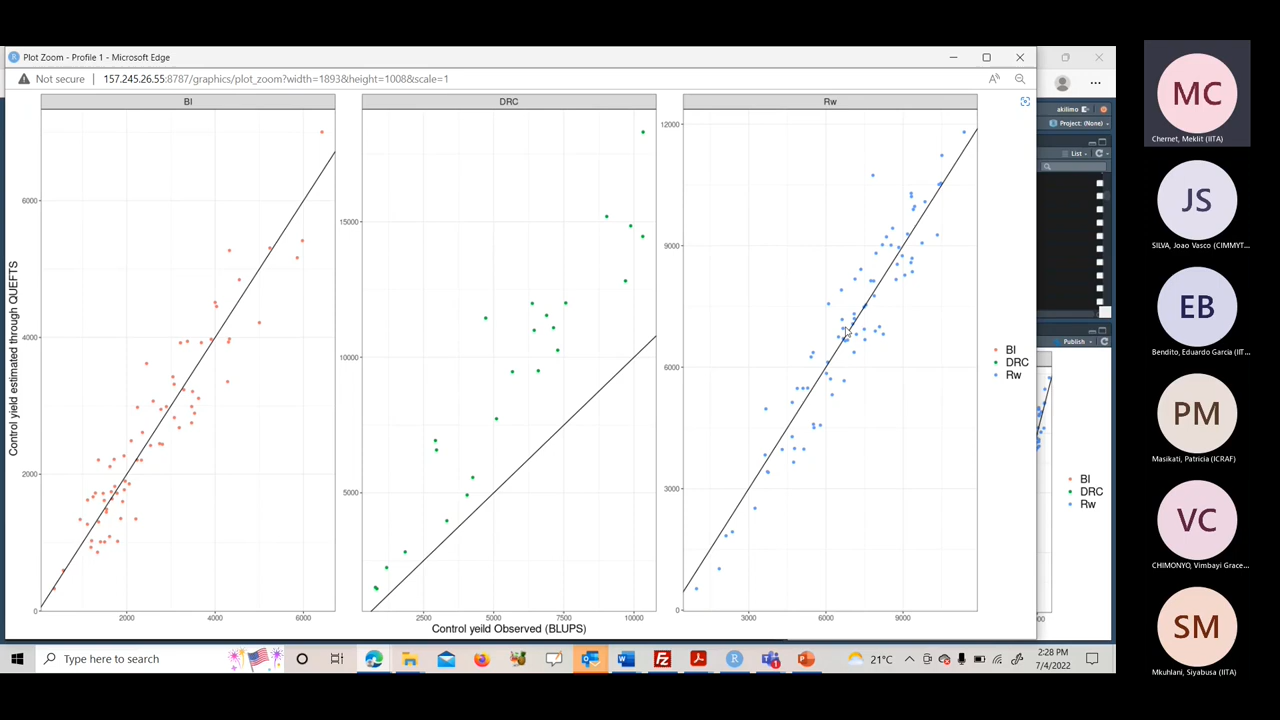 Plot Zoom - Profile 1 - Microsoft Edge
Not secure | 157.245.26.55:8787/graphics/plot_zoom?width=1893&height=1008&scale=1
BI
DRC
Rw
Control yield estimated through QUEFTS
6000
4000
2000
0
2000
4000
6000
15000
10000
5000
2500
5000
7500
10000
12000
9000
6000
3000
0
3000
6000
9000
Control yeild Observed (BLUPS)
BI
DRC
Rw
akilimo
Project: (None)
List
Publish
BI
DRC
Rw
MC
Chernet, Meklit (IITA)
JS
SILVA, Joao Vasco (CIMMYT...
EB
Bendito, Eduardo Garcia (IIT...
PM
Masikati, Patricia (ICRAF)
VC
CHIMONYO, Vimbayi Grace...
SM
Mkuhlani, Siyabusa (IITA)
Type here to search
21°C
2:28 PM
7/4/2022